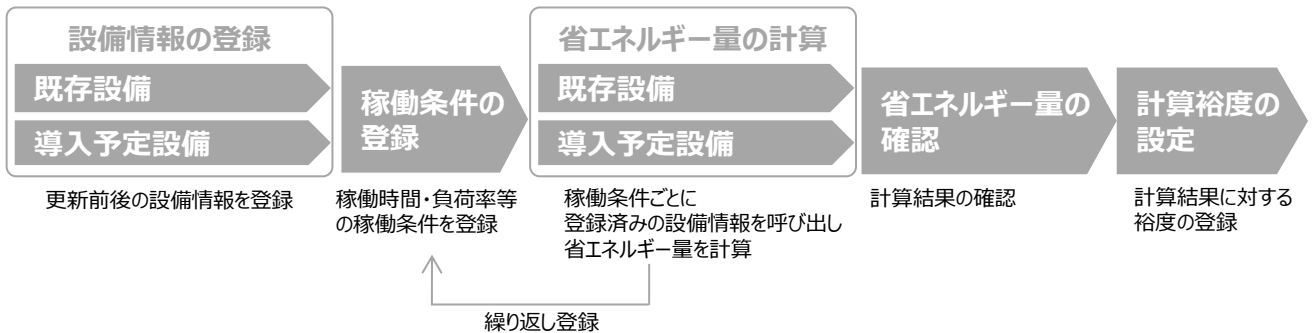 設備情報の登録
既存設備
導入予定設備
更新前後の設備情報を登録
稼働条件の
登録
稼働時間・負荷率等
の稼働条件を登録
省エネルギー量の計算
既存設備
導入予定設備
稼働条件ごとに
登録済みの設備情報を呼び出し
省エネルギー量を計算
繰り返し登録
省エネルギー量の
確認
計算結果の確認
計算裕度の
設定
計算結果に対する
裕度の登録